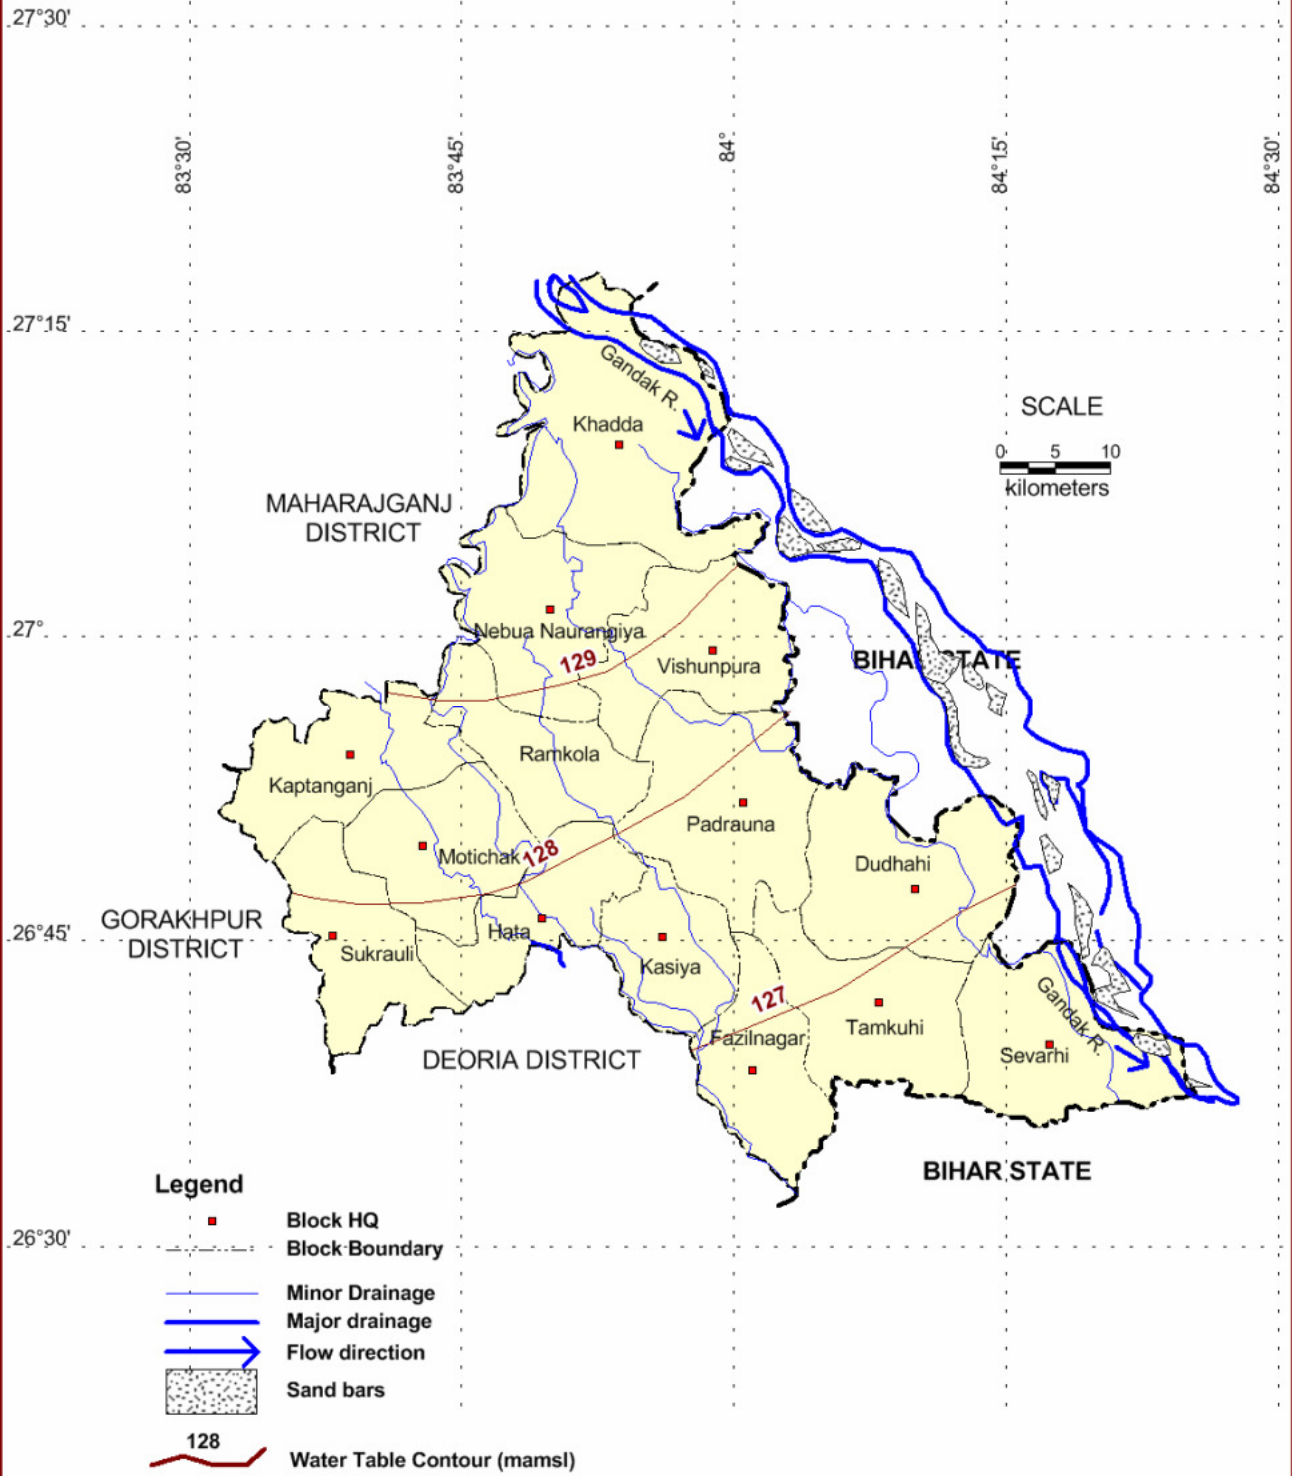 27°30'
83°30'
83°45'
84°
84°15'
84°30'
27°15'
Gandak R.
SCALE
Khadda
0 5 10
kilometers
MAHARAJGANJ
DISTRICT
27°
Nebua Naurangiya
129
Vishunpura
BIHAR STATE
Ramkola
Kaptanganj
Padrauna
Motichak
128
Dudhahi
GORAKHPUR
DISTRICT
26°45'
Hata
Sukrauli
Kasiya
127
Gandak R.
Fazilnagar
Tamkuhi
Sevarhi
DEORIA DISTRICT
BIHAR STATE
Legend
Block HQ
26°30'
Block Boundary
Minor Drainage
Major drainage
Flow direction
Sand bars
128
Water Table Contour (mamsl)